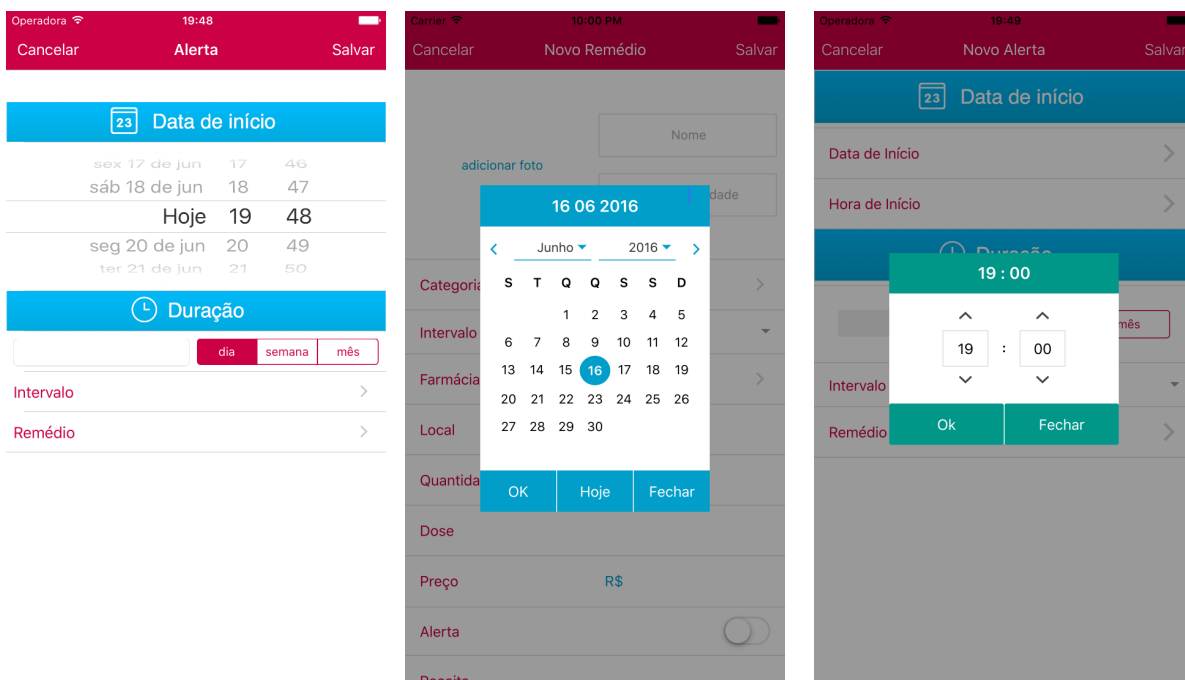 Operadora 19:48
Cancelar Alerta Salvar
23 Data de início
sex 17 de jun 17 46
sáb 18 de jun 18 47
Hoje 19 48
seg 20 de jun 20 49
ter 21 de jun 21 50
Duração
dia semana mês
Intervalo
Remédio
Carrier 10:00 PM
Cancelar Novo Remédio Salvar
Nome
adicionar foto
dade
16 06 2016
Junho 2016
S T Q Q S S D
1 2 3 4 5
6 7 8 9 10 11 12
13 14 15 16 17 18 19
20 21 22 23 24 25 26
27 28 29 30
OK Hoje Fechar
Categoria
Intervalo
Farmácia
Local
Quantida
Dose
Preço R$
Alerta
Operadora 19:49
Cancelar Novo Alerta Salvar
23 Data de início
Data de Início
Hora de Início
Duração
19 : 00
mês
19 : 00
Intervalo
Remédio
Ok Fechar